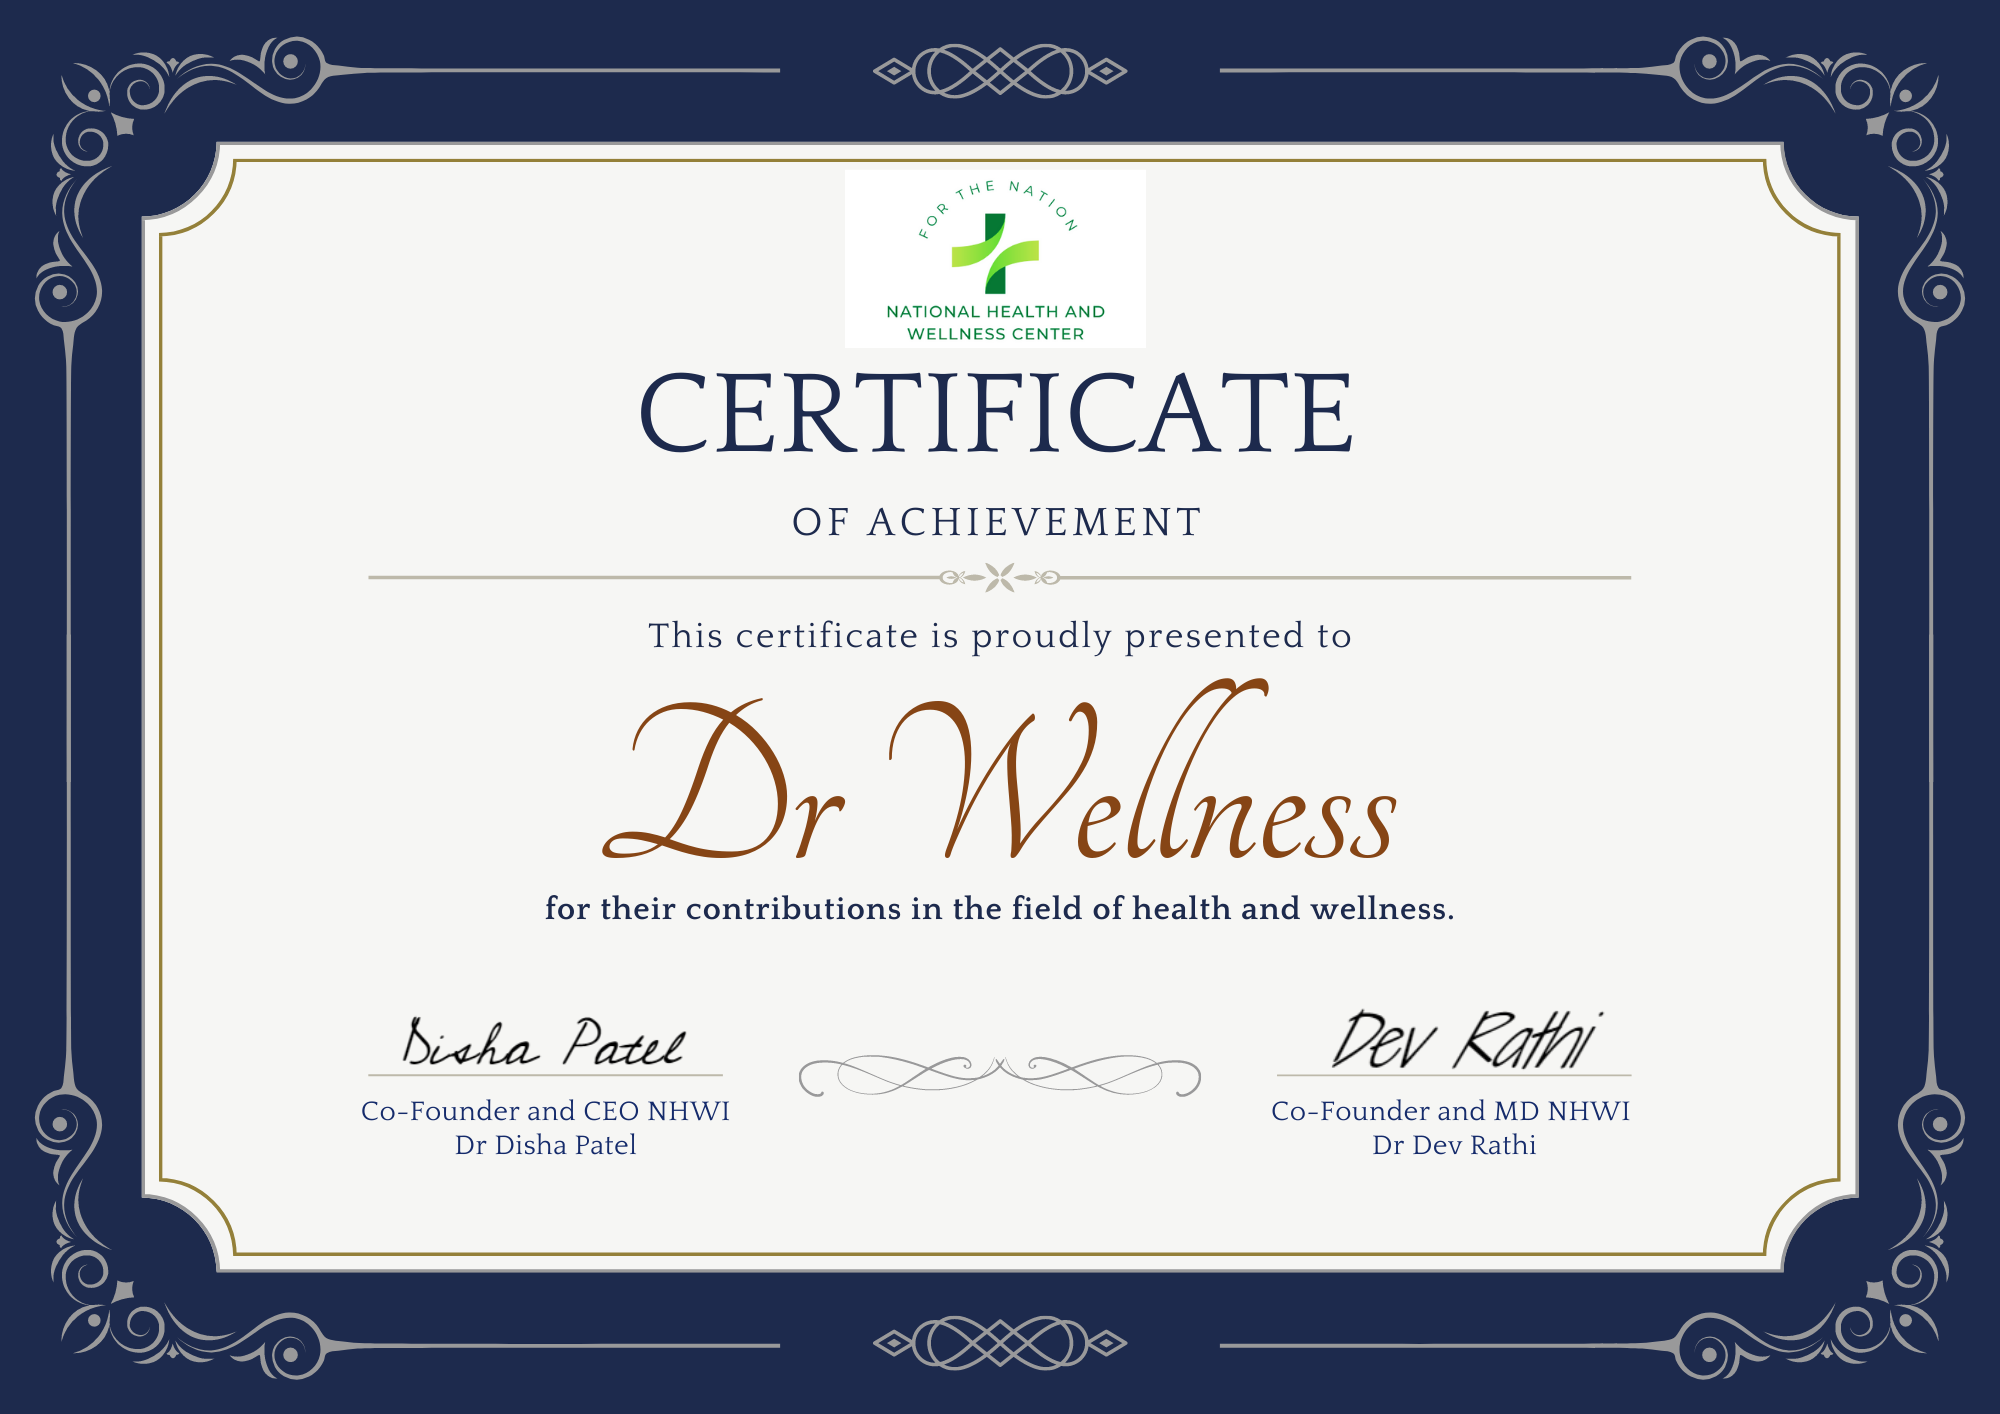 FOR THE NATION
NATIONAL HEALTH AND
WELLNESS CENTER
CERTIFICATE
OF ACHIEVEMENT
This certificate is proudly presented to
Dr Wellness
for their contributions in the field of health and wellness.
Disha Patel
Co-Founder and CEO NHWI
Dr Disha Patel
Dev Rathi
Co-Founder and MD NHWI
Dr Dev Rathi